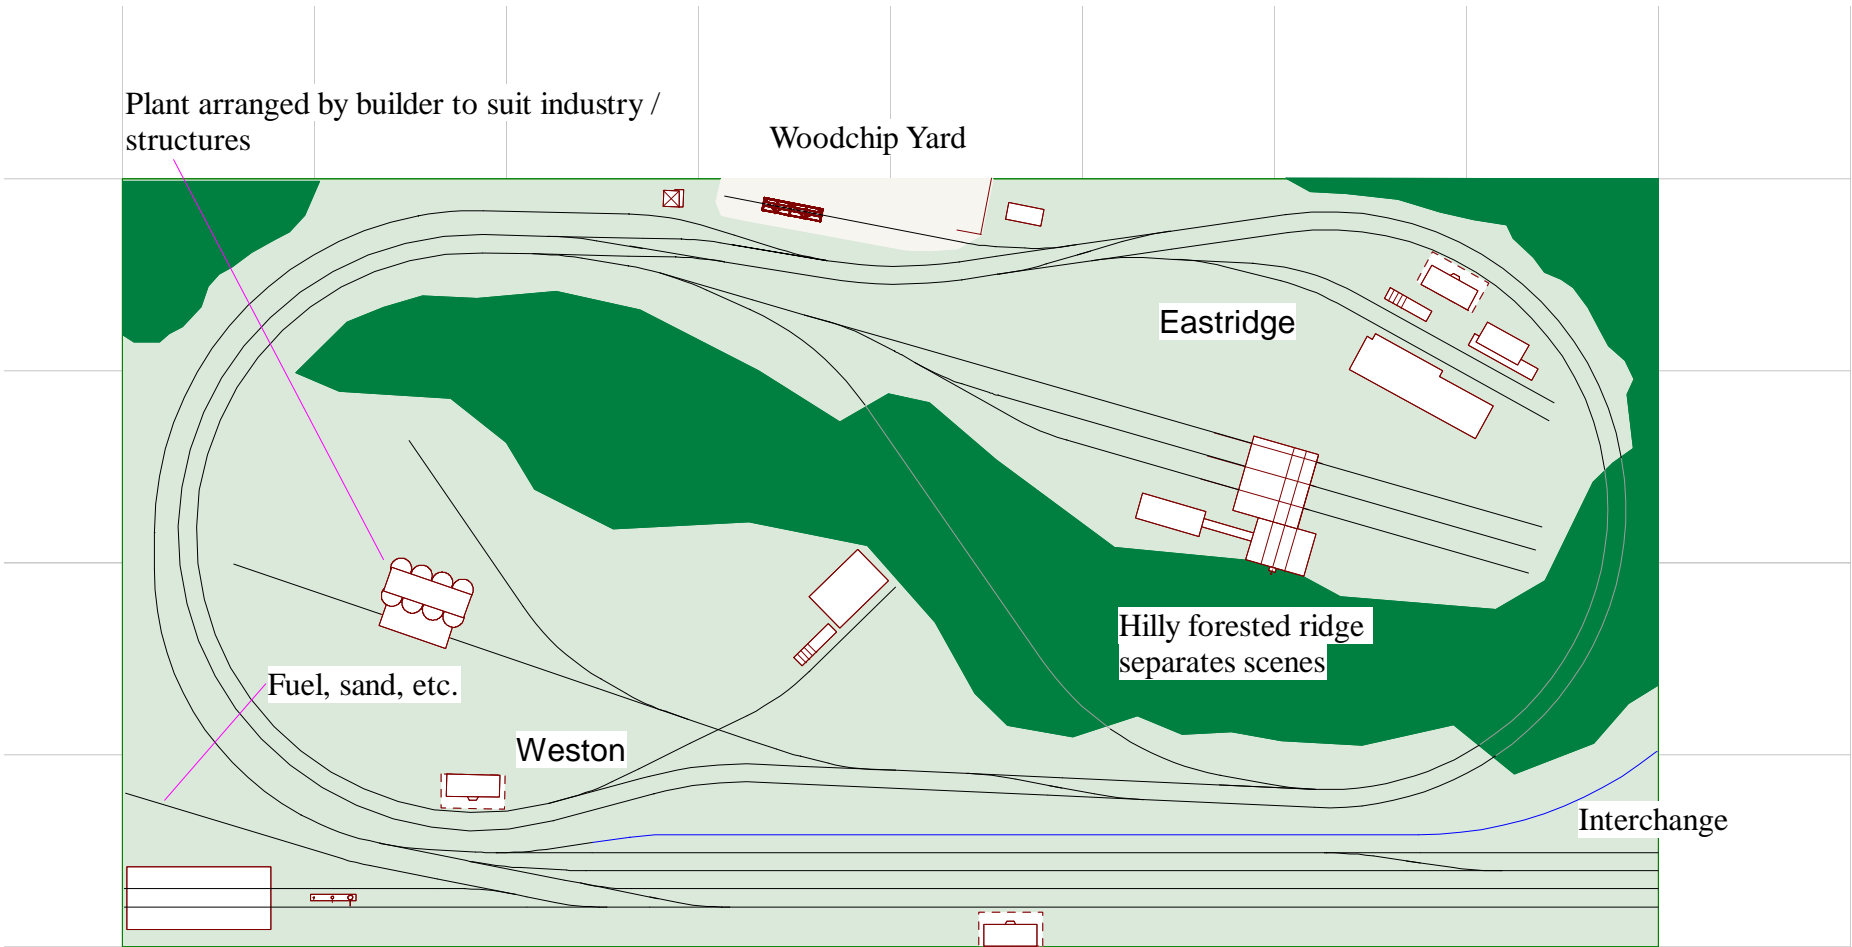 Plant arranged by builder to suit industry /
structures
Woodchip Yard
Eastridge
Hilly forested ridge
separates scenes
Fuel, sand, etc.
Weston
Interchange